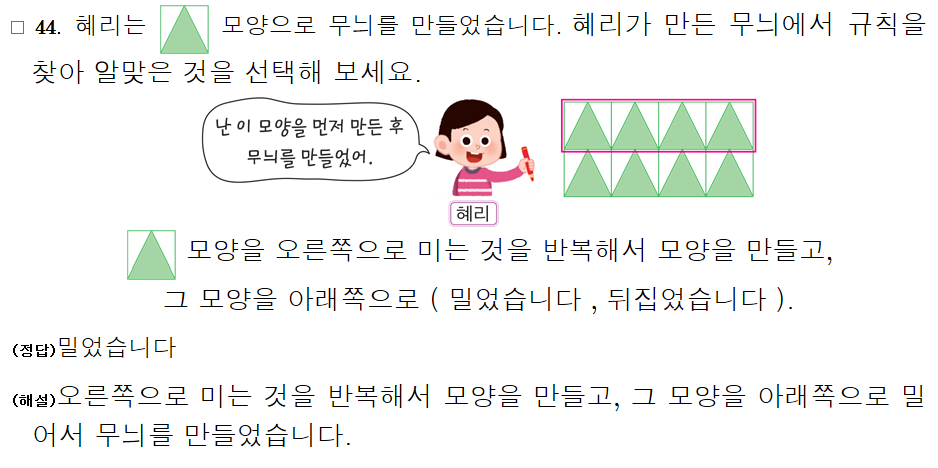 □ 44. 혜리는 모양으로 무늬를 만들었습니다. 혜리가 만든 무늬에서 규칙을
찾아 알맞은 것을 선택해 보세요.
난 이 모양을 먼저 만든 후
무늬를 만들었어.
혜리
모양을 오른쪽으로 미는 것을 반복해서 모양을 만들고,
그 모양을 아래쪽으로 ( 밀었습니다 , 뒤집었습니다 ).
(정답)밀었습니다
(해설)오른쪽으로 미는 것을 반복해서 모양을 만들고, 그 모양을 아래쪽으로 밀
어서 무늬를 만들었습니다.